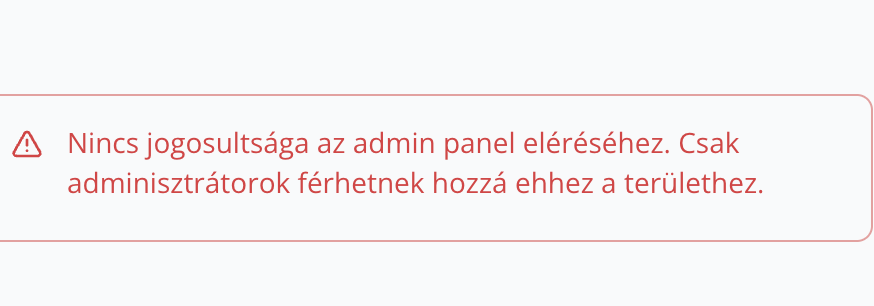 Nincs jogosultsága az admin panel eléréséhez. Csak
adminisztrátorok férhetnek hozzá ehhez a területhez.